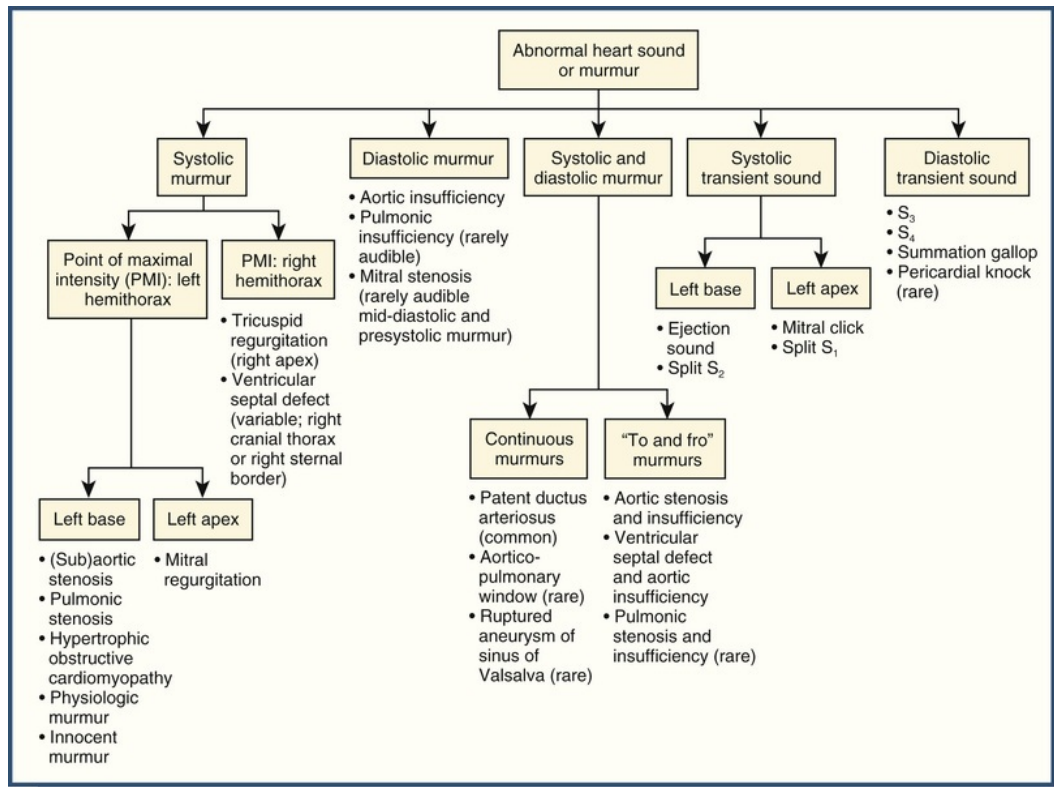 Abnormal heart sound
or murmur
Systolic
murmur
Diastolic murmur
Systolic and
diastolic murmur
Systolic
transient sound
Diastolic
transient sound
Point of maximal
intensity (PMI): left
hemithorax
PMI: right
hemithorax
• Tricuspid
regurgitation
(right apex)
• Ventricular
septal defect
(variable; right
cranial thorax
or right sternal
border)
Left base
• (Sub)aortic
stenosis
• Pulmonic
stenosis
• Hypertrophic
obstructive
cardiomyopathy
• Physiologic
murmur
• Innocent
murmur
Left apex
• Mitral
regurgitation
• Aortic insufficiency
• Pulmonic
insufficiency (rarely
audible)
• Mitral stenosis
(rarely audible
mid-diastolic and
presystolic murmur)
Continuous
murmurs
• Patent ductus
arteriosus
(common)
• Aortico-
pulmonary
window (rare)
• Ruptured
aneurysm of
sinus of
Valsalva (rare)
“To and fro”
murmurs
• Aortic stenosis
and insufficiency
• Ventricular
septal defect
and aortic
insufficiency
• Pulmonic
stenosis and
insufficiency (rare)
Left base
• Ejection
sound
• Split S₂
Left apex
• Mitral click
• Split S₁
• S₃
• S₄
• Summation gallop
• Pericardial knock
(rare)